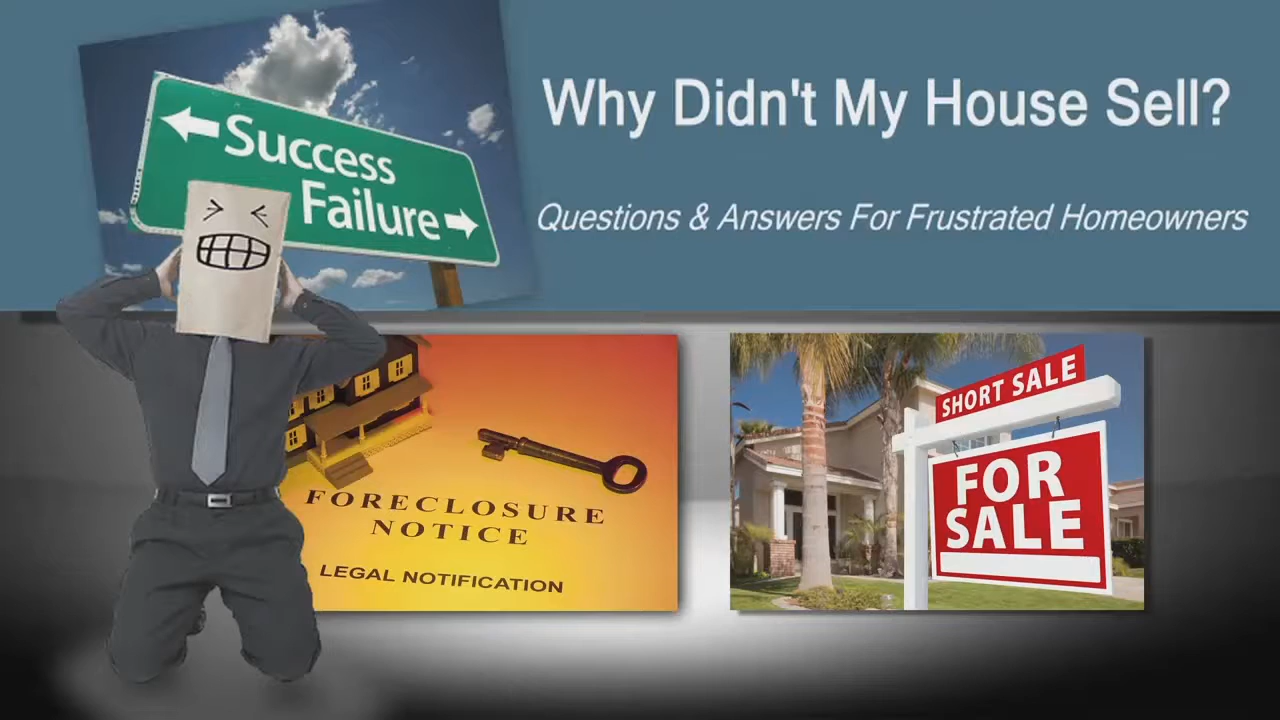 Why Didn't My House Sell?
Questions & Answers For Frustrated Homeowners
Success
Failure
FORECLOSURE
NOTICE
LEGAL NOTIFICATION
SHORT SALE
FOR
SALE